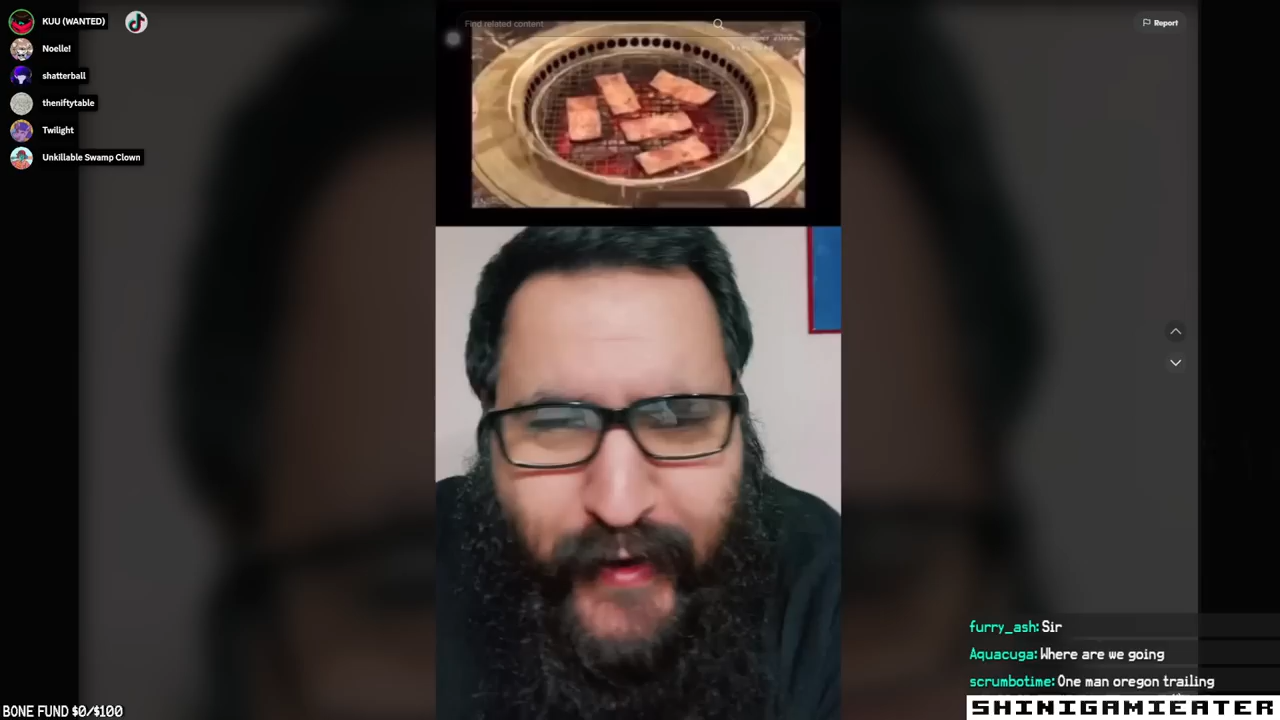 KUU (WANTED)
Noelle!
shatterball
theniftytable
Twilight
Unkillable Swamp Clown
Find related content
Report
furry_ash: Sir
Aquacuga: Where are we going
scrumbotime: One man oregon trailing
SHINIGAMIEATER
BONE FUND $0/$100